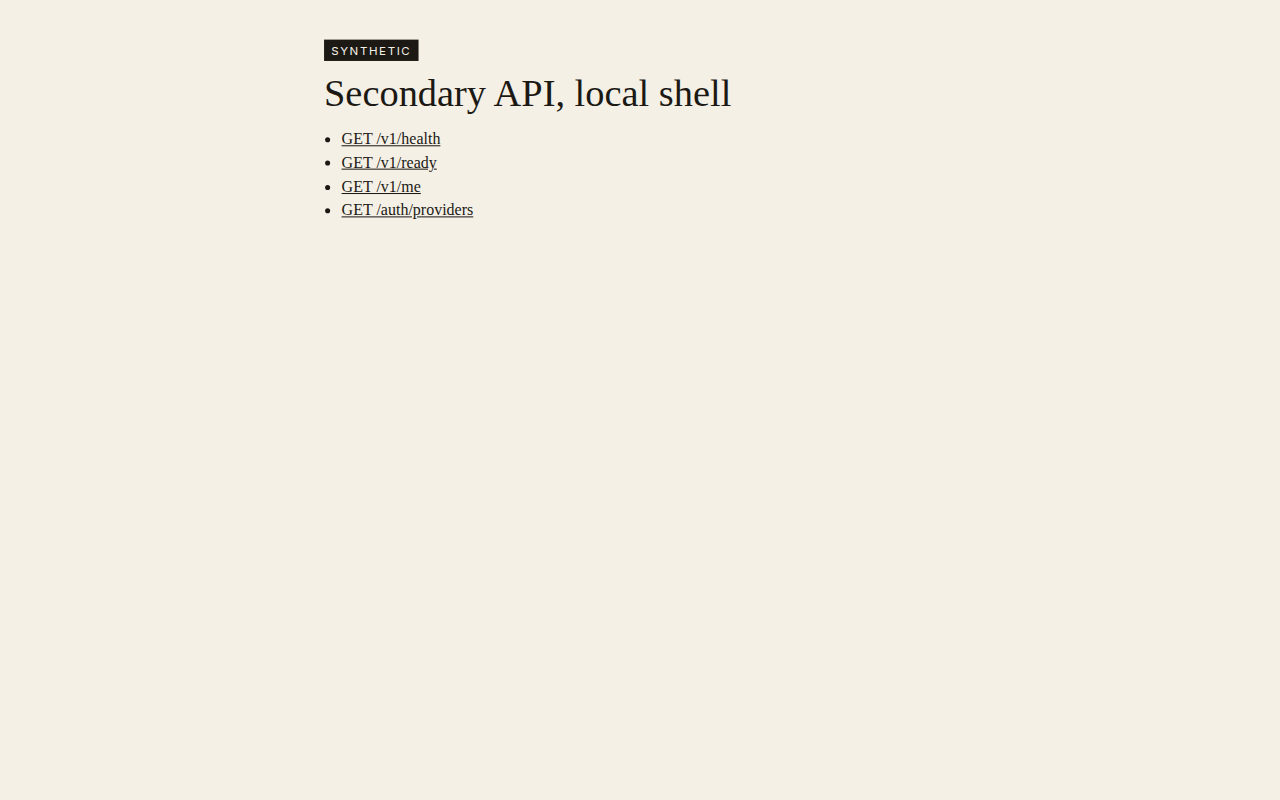 SYNTHETIC
Secondary API, local shell
GET /v1/health
GET /v1/ready
GET /v1/me
GET /auth/providers